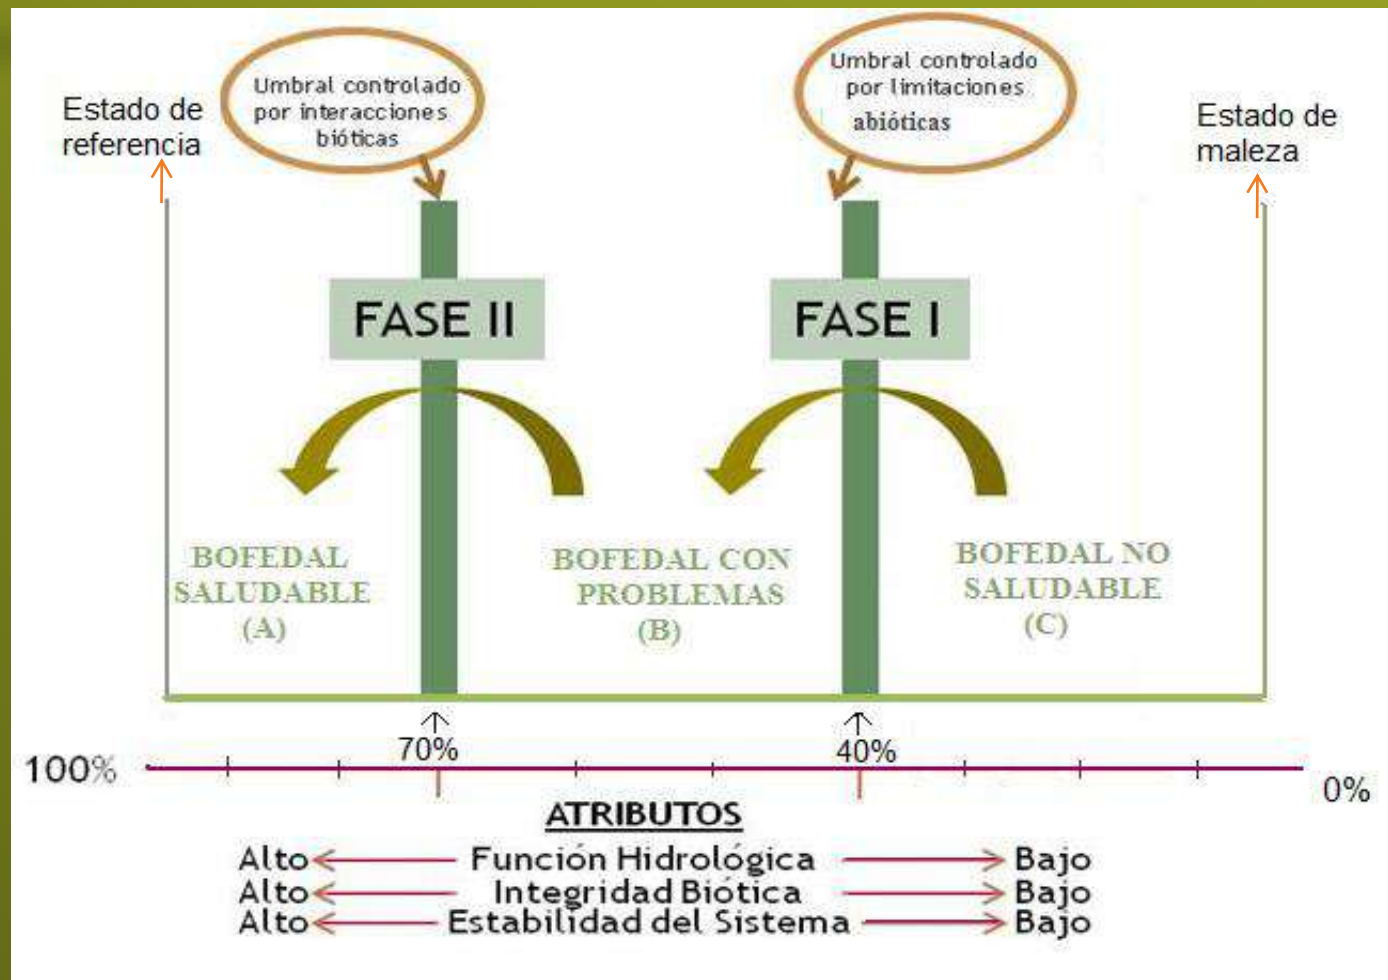 Umbral controlado
por interacciones
bióticas
Umbral controlado
por limitaciones
abióticas
Estado de
referencia
Estado de
maleza
FASE II
FASE I
BOFEDAL
SALUDABLE
(A)
BOFEDAL CON
PROBLEMAS
(B)
BOFEDAL NO
SALUDABLE
(C)
70%
40%
100%
0%
ATRIBUTOS
Alto Función Hidrológica Bajo
Alto Integridad Biótica Bajo
Alto Estabilidad del Sistema Bajo